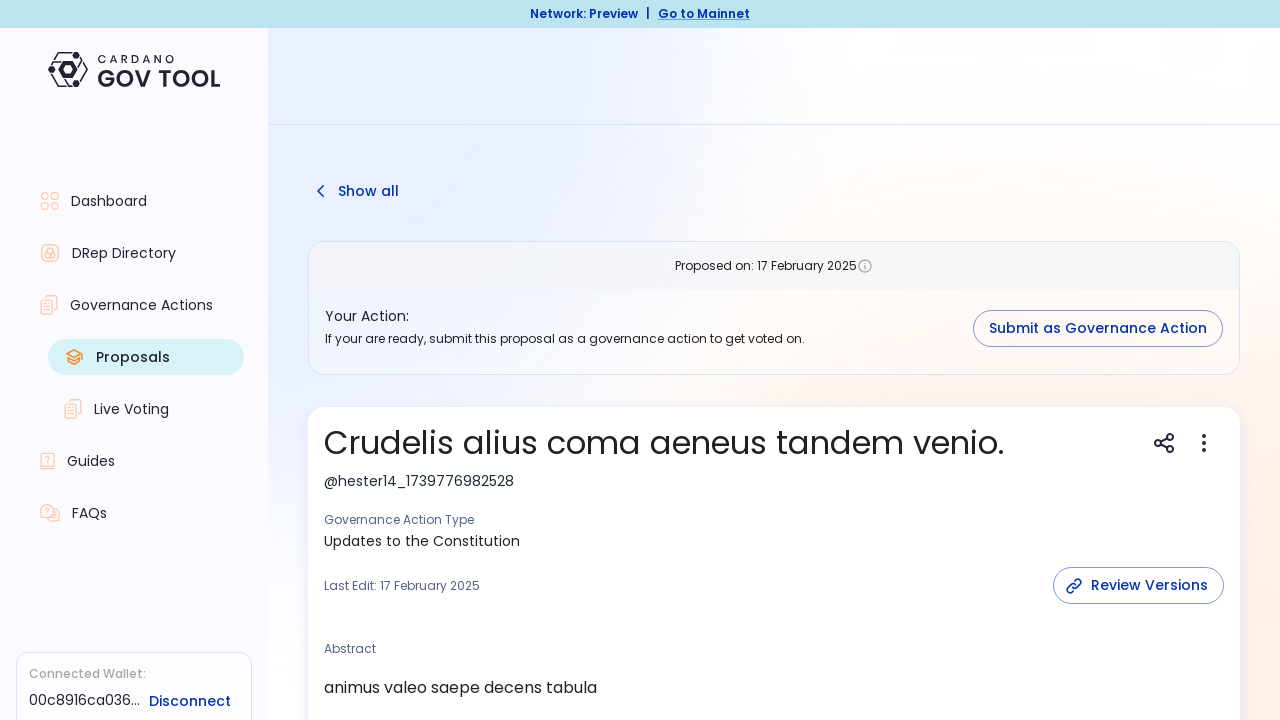 Network: Preview | Go to Mainnet
CARDANO
GOV TOOL
Dashboard
DRep Directory
Governance Actions
Proposals
Live Voting
Guides
FAQs
Connected Wallet:
00c8916ca036... Disconnect
Show all
Proposed on: 17 February 2025
Your Action:
If your are ready, submit this proposal as a governance action to get voted on.
Submit as Governance Action
Crudelis alius coma aeneus tandem venio.
@hester14_1739776982528
Governance Action Type
Updates to the Constitution
Last Edit: 17 February 2025
Review Versions
Abstract
animus valeo saepe decens tabula